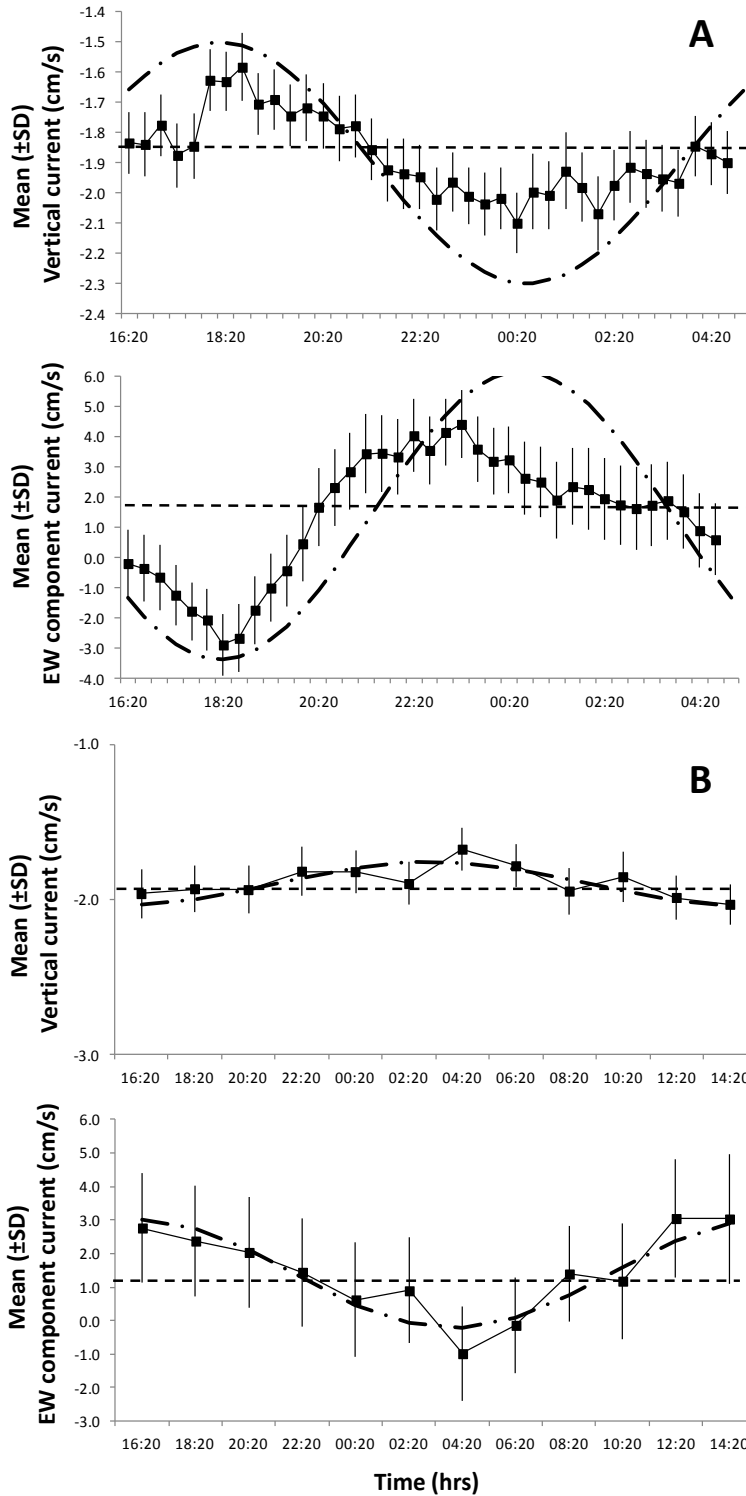 A
Mean (±SD)
Vertical current (cm/s)
-1.4
-1.5
-1.6
-1.7
-1.8
-1.9
-2.0
-2.1
-2.2
-2.3
-2.4
16:20 18:20 20:20 22:20 00:20 02:20 04:20
Mean (±SD)
EW component current (cm/s)
6.0
5.0
4.0
3.0
2.0
1.0
0.0
-1.0
-2.0
-3.0
-4.0
16:20 18:20 20:20 22:20 00:20 02:20 04:20
B
Mean (±SD)
Vertical current (cm/s)
-1.0
-2.0
-3.0
16:20 18:20 20:20 22:20 00:20 02:20 04:20 06:20 08:20 10:20 12:20 14:20
Mean (±SD)
EW component current (cm/s)
6.0
5.0
4.0
3.0
2.0
1.0
0.0
-1.0
-2.0
-3.0
16:20 18:20 20:20 22:20 00:20 02:20 04:20 06:20 08:20 10:20 12:20 14:20
Time (hrs)